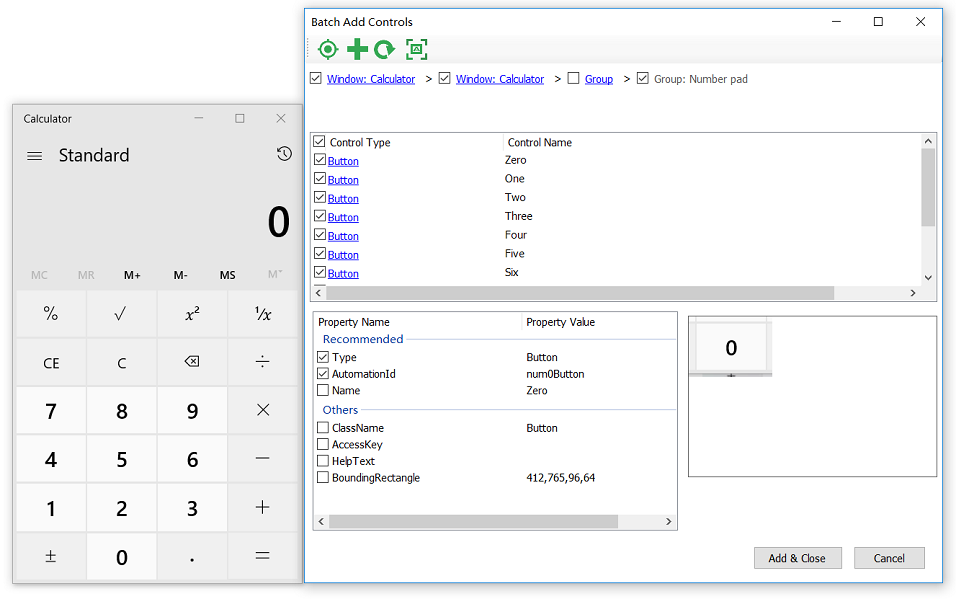 Calculator
Standard
0
MC MR M+ M- MS M˅
% √ x² ¹/x
CE C ÷
7 8 9 ×
4 5 6 −
1 2 3 +
± 0 . =
Batch Add Controls
Window: Calculator > Window: Calculator > Group > Group: Number pad
Control Type Control Name
Button Zero
Button One
Button Two
Button Three
Button Four
Button Five
Button Six
Property Name Property Value
Recommended
Type Button
AutomationId num0Button
Name Zero
Others
ClassName Button
AccessKey
HelpText
BoundingRectangle 412,765,96,64
0
Add & Close Cancel